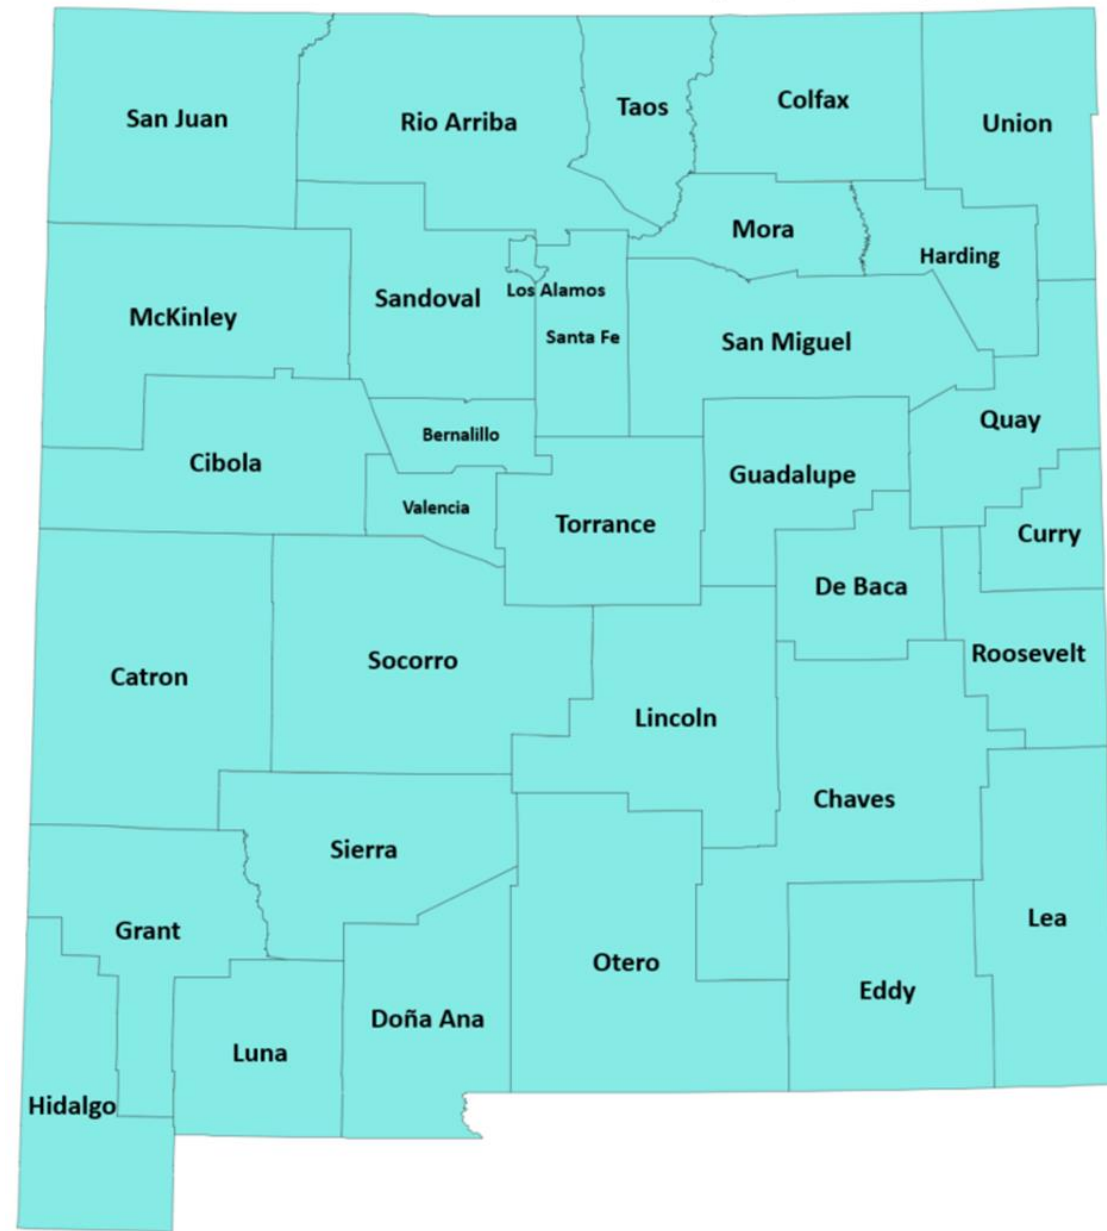 San Juan
Rio Arriba
Taos
Colfax
Union
Mora
Harding
McKinley
Sandoval
Los Alamos
Santa Fe
San Miguel
Quay
Cibola
Bernalillo
Guadalupe
Valencia
Torrance
Curry
De Baca
Catron
Socorro
Roosevelt
Lincoln
Chaves
Sierra
Grant
Lea
Otero
Eddy
Doña Ana
Luna
Hidalgo